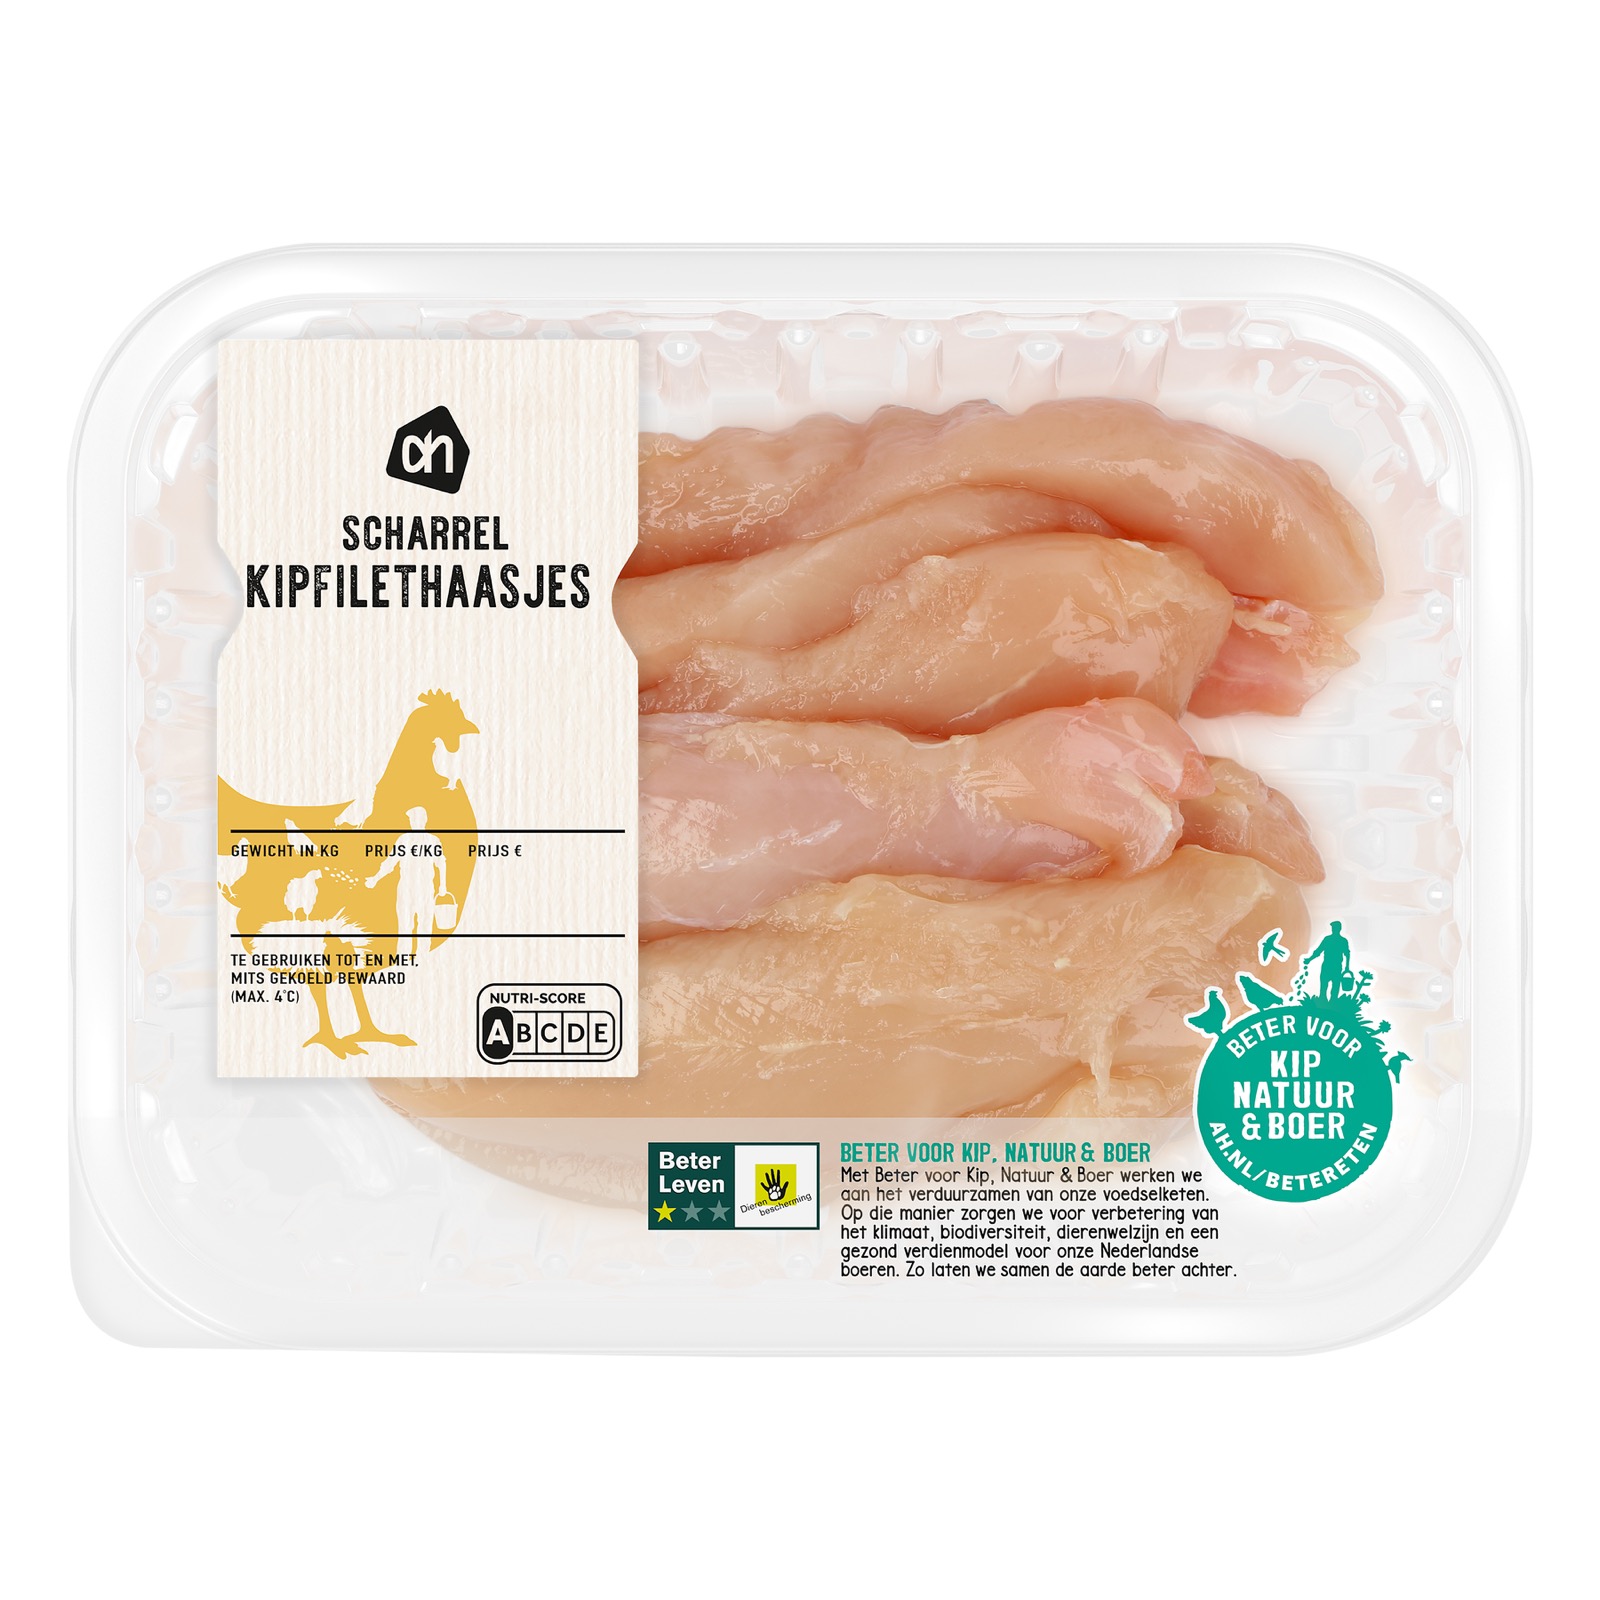 ah
SCHARREL
KIPFILETHAASJES
GEWICHT IN KG PRIJS €/KG PRIJS €
TE GEBRUIKEN TOT EN MET,
MITS GEKOELD BEWAARD
(MAX. 4°C)
NUTRI-SCORE
A B C D E
Beter
Leven
Dieren
bescherming
BETER VOOR KIP, NATUUR & BOER
Met Beter voor Kip, Natuur & Boer werken we
aan het verduurzamen van onze voedselketen.
Op die manier zorgen we voor verbetering van
het klimaat, biodiversiteit, dierenwelzijn en een
gezond verdienmodel voor onze Nederlandse
boeren. Zo laten we samen de aarde beter achter.
BETER VOOR
KIP
NATUUR
& BOER
AH.NL/BETERETEN